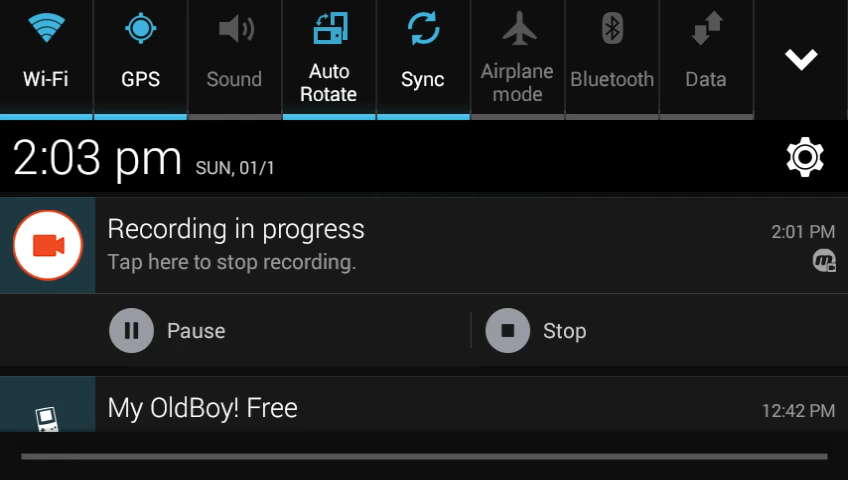 Wi-Fi
GPS
Sound
Auto
Rotate
Sync
Airplane
mode
Bluetooth
Data
2:03 pm SUN, 01/1
Recording in progress 2:01 PM
Tap here to stop recording.
Pause
Stop
My OldBoy! Free 12:42 PM